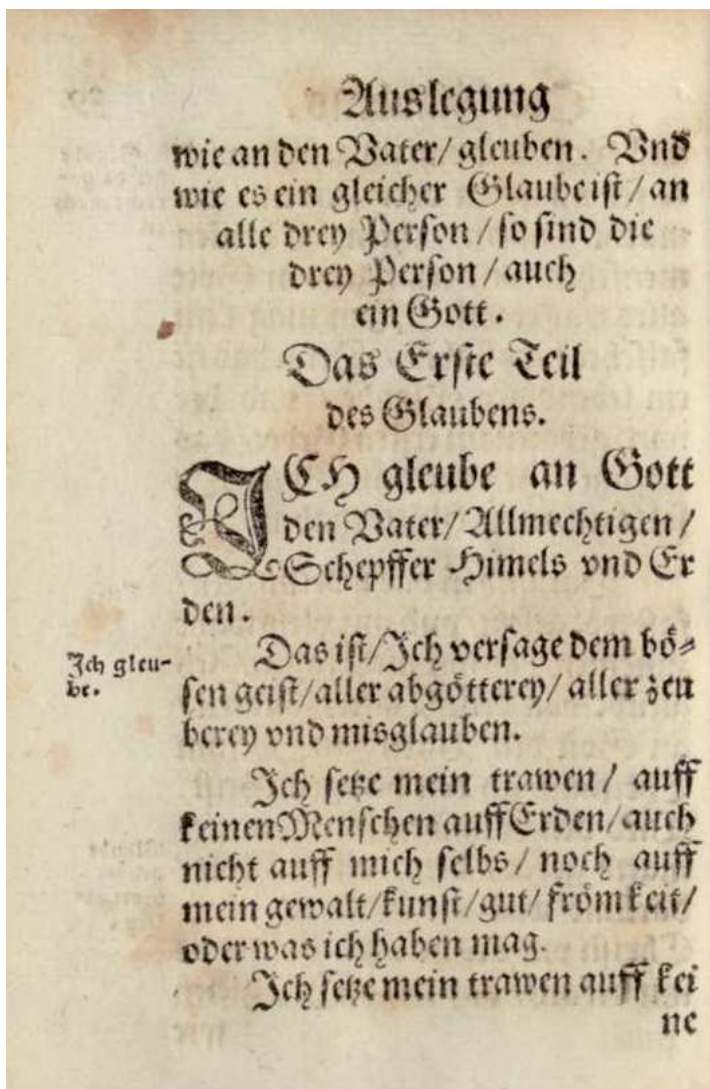 Auslegung
wie an den Vater/ gleuben. Vnd
wie es ein gleicher Glaube ist/ an
alle drey Person / so sind die
drey Person / auch
ein Gott.
Das Erste Teil
des Glaubens.
ICH gleube an Gott
den Vater/ Allmechtigen /
Schepffer Himels vnd Er
den.
Ich gleu-
be.
Das ist/ Ich versage dem bö-
sen geist/ aller abgötterey/ aller zeu
berey vnd misglauben.
Ich setze mein trawen / auff
keinen Menschen auff Erden/ auch
nicht auff mich selbs/ noch auff
mein gewalt/ kunst/ gut/ frömkeit/
oder was ich haben mag.
Ich setze mein trawen auff kei
ne